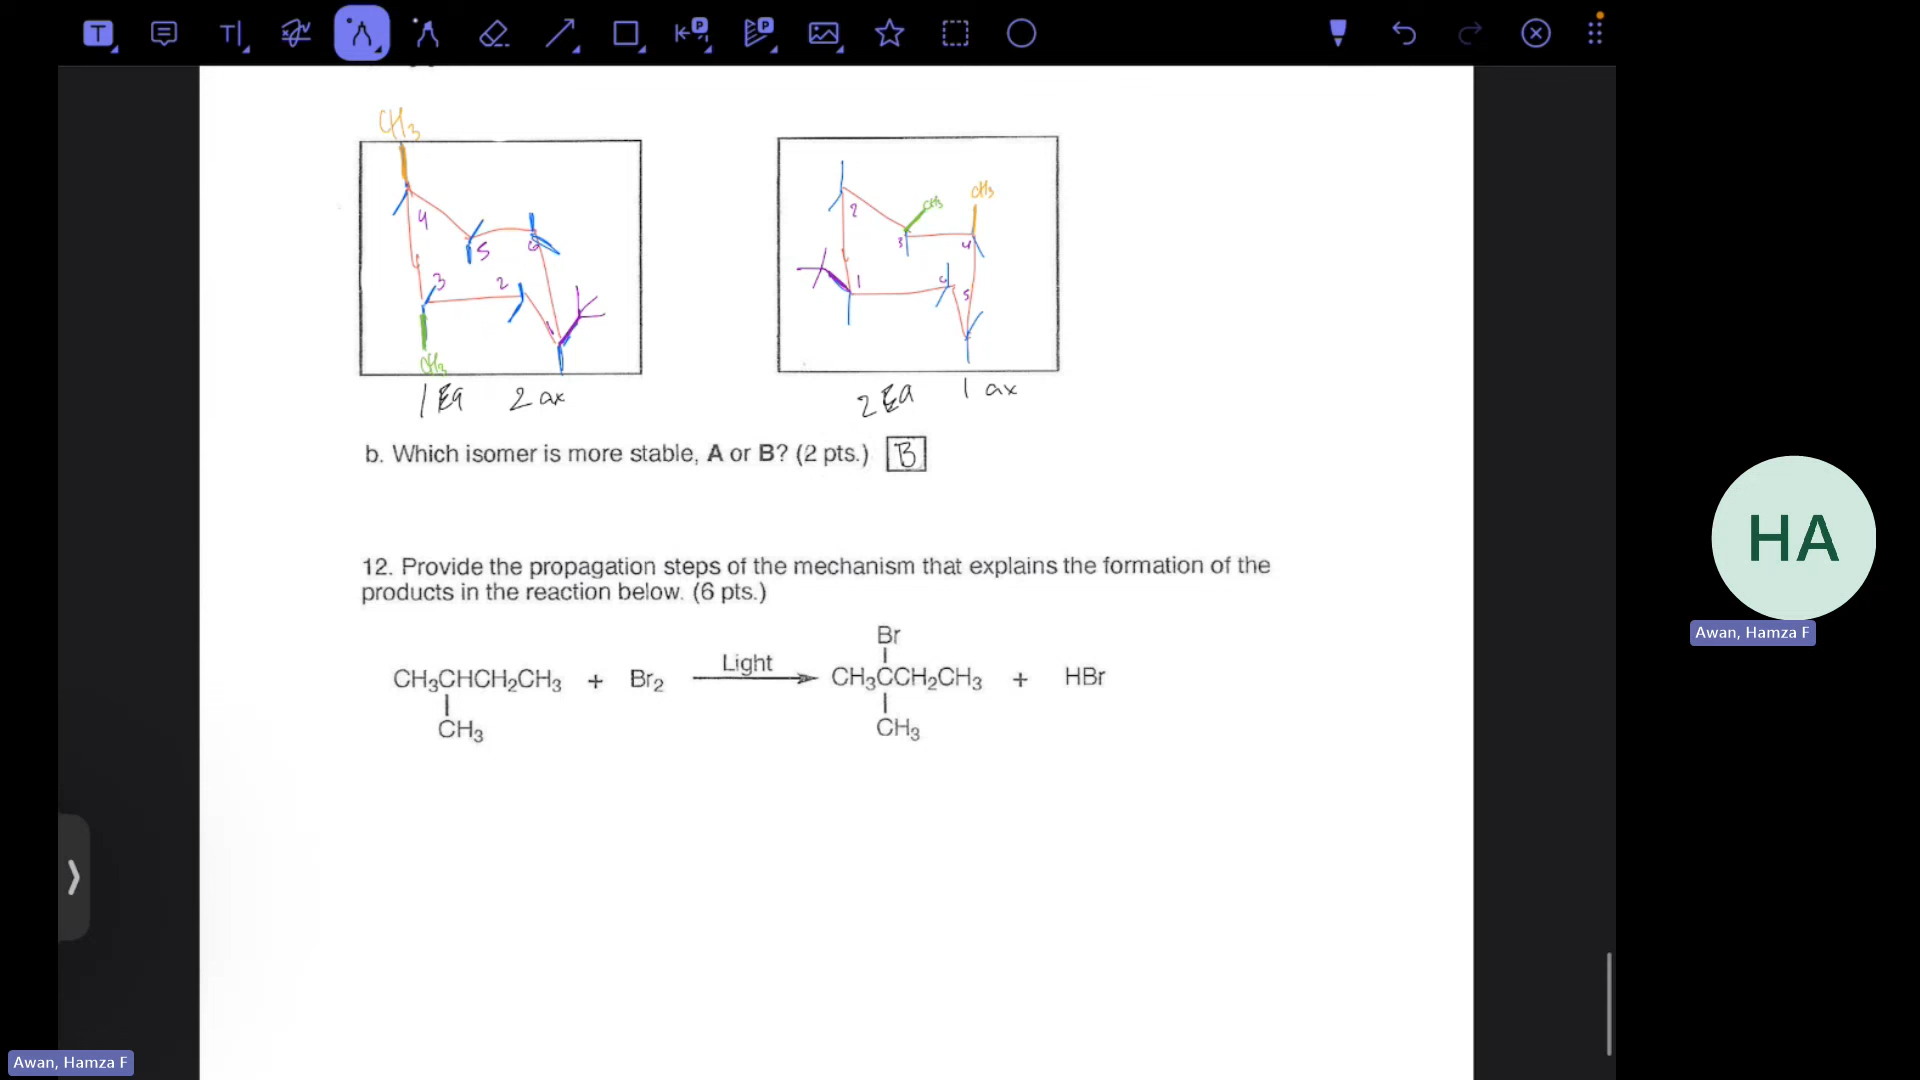 T T P P
CH3
CH3
CH3
2
4
3
4
5
6
3 2
1
5
CH3
1 Eq 2 ax
2 Eq 1 ax
b. Which isomer is more stable, A or B? (2 pts.) B
HA
Awan, Hamza F
12. Provide the propagation steps of the mechanism that explains the formation of the
products in the reaction below. (6 pts.)
Br
Light
CH3CHCH2CH3 + Br2 CH3CCH2CH3 + HBr
CH3 CH3
Awan, Hamza F